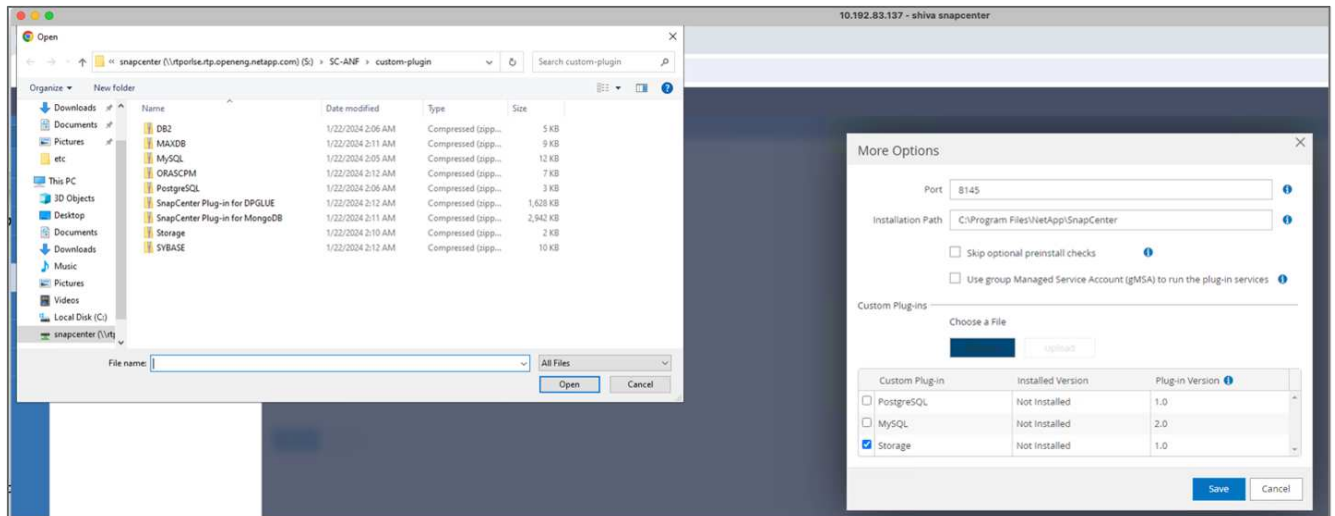 10.192.83.137 - shiva snapcenter
Open
« snapcenter (\\rtporlse.rtp.openeng.netapp.com) (S:) > SC-ANF > custom-plugin
Search custom-plugin
Organize
New folder
Name Date modified Type Size
Downloads
Documents
Pictures
etc
This PC
3D Objects
Desktop
Documents
Downloads
Music
Pictures
Videos
Local Disk (C:)
snapcenter (\\rtp
DB2 1/22/2024 2:06 AM Compressed (zipp... 5 KB
MAXDB 1/22/2024 2:11 AM Compressed (zipp... 9 KB
MySQL 1/22/2024 2:05 AM Compressed (zipp... 12 KB
ORASCPM 1/22/2024 2:12 AM Compressed (zipp... 7 KB
PostgreSQL 1/22/2024 2:06 AM Compressed (zipp... 3 KB
SnapCenter Plug-in for DPGLUE 1/22/2024 2:12 AM Compressed (zipp... 1,628 KB
SnapCenter Plug-in for MongoDB 1/22/2024 2:11 AM Compressed (zipp... 2,942 KB
Storage 1/22/2024 2:10 AM Compressed (zipp... 2 KB
SYBASE 1/22/2024 2:12 AM Compressed (zipp... 10 KB
File name:
All Files
Open Cancel
More Options
Port 8145
Installation Path C:\Program Files\NetApp\SnapCenter
Skip optional preinstall checks
Use group Managed Service Account (gMSA) to run the plug-in services
Custom Plug-ins
Choose a File
Upload
Custom Plug-in Installed Version Plug-in Version
PostgreSQL Not Installed 1.0
MySQL Not Installed 2.0
Storage Not Installed 1.0
Save Cancel